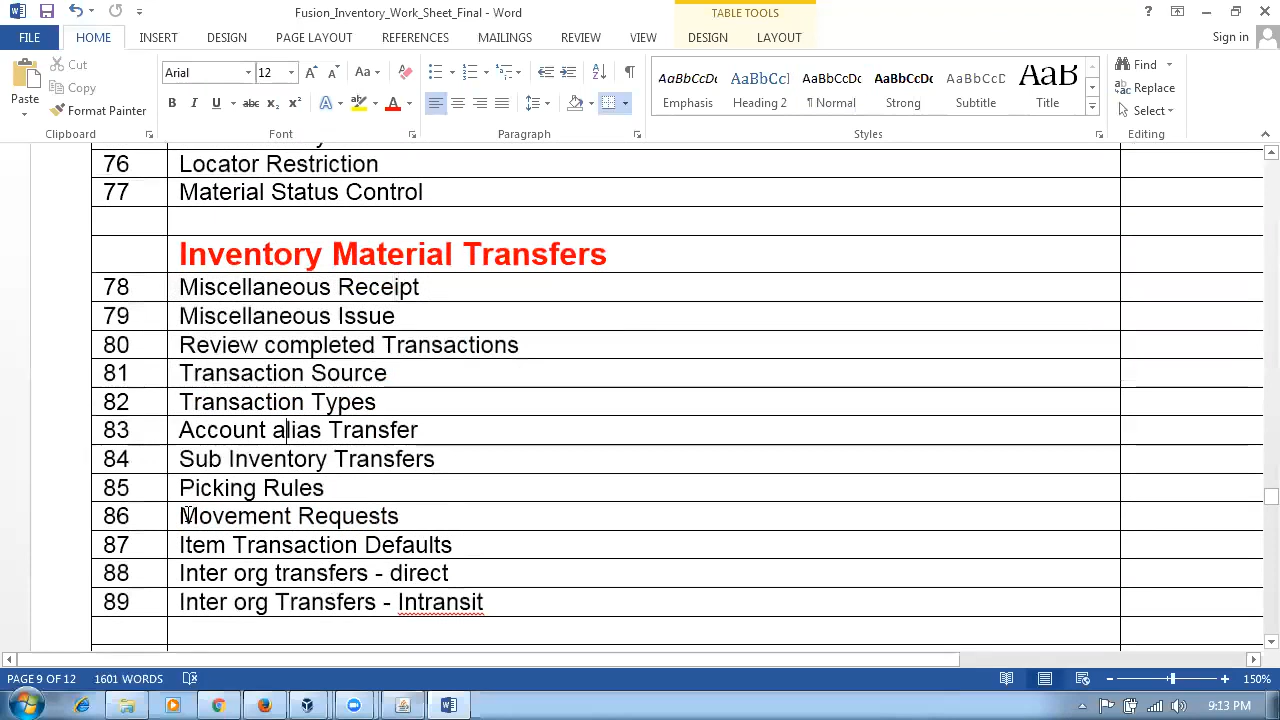 Fusion_Inventory_Work_Sheet_Final - Word
TABLE TOOLS
FILE HOME INSERT DESIGN PAGE LAYOUT REFERENCES MAILINGS REVIEW VIEW DESIGN LAYOUT Sign in
Paste
Cut
Copy
Format Painter
Clipboard
Arial 12
Font
Paragraph
AaBbCcDc Emphasis
AaBbCc Heading 2
AaBbCcDc ¶ Normal
AaBbCcDc Strong
AaBbCcD Subtitle
AaB Title
Styles
Find
Replace
Select
Editing
76 Locator Restriction
77 Material Status Control
Inventory Material Transfers
78 Miscellaneous Receipt
79 Miscellaneous Issue
80 Review completed Transactions
81 Transaction Source
82 Transaction Types
83 Account alias Transfer
84 Sub Inventory Transfers
85 Picking Rules
86 Movement Requests
87 Item Transaction Defaults
88 Inter org transfers - direct
89 Inter org Transfers - Intransit
PAGE 9 OF 12 1601 WORDS 150%
9:13 PM